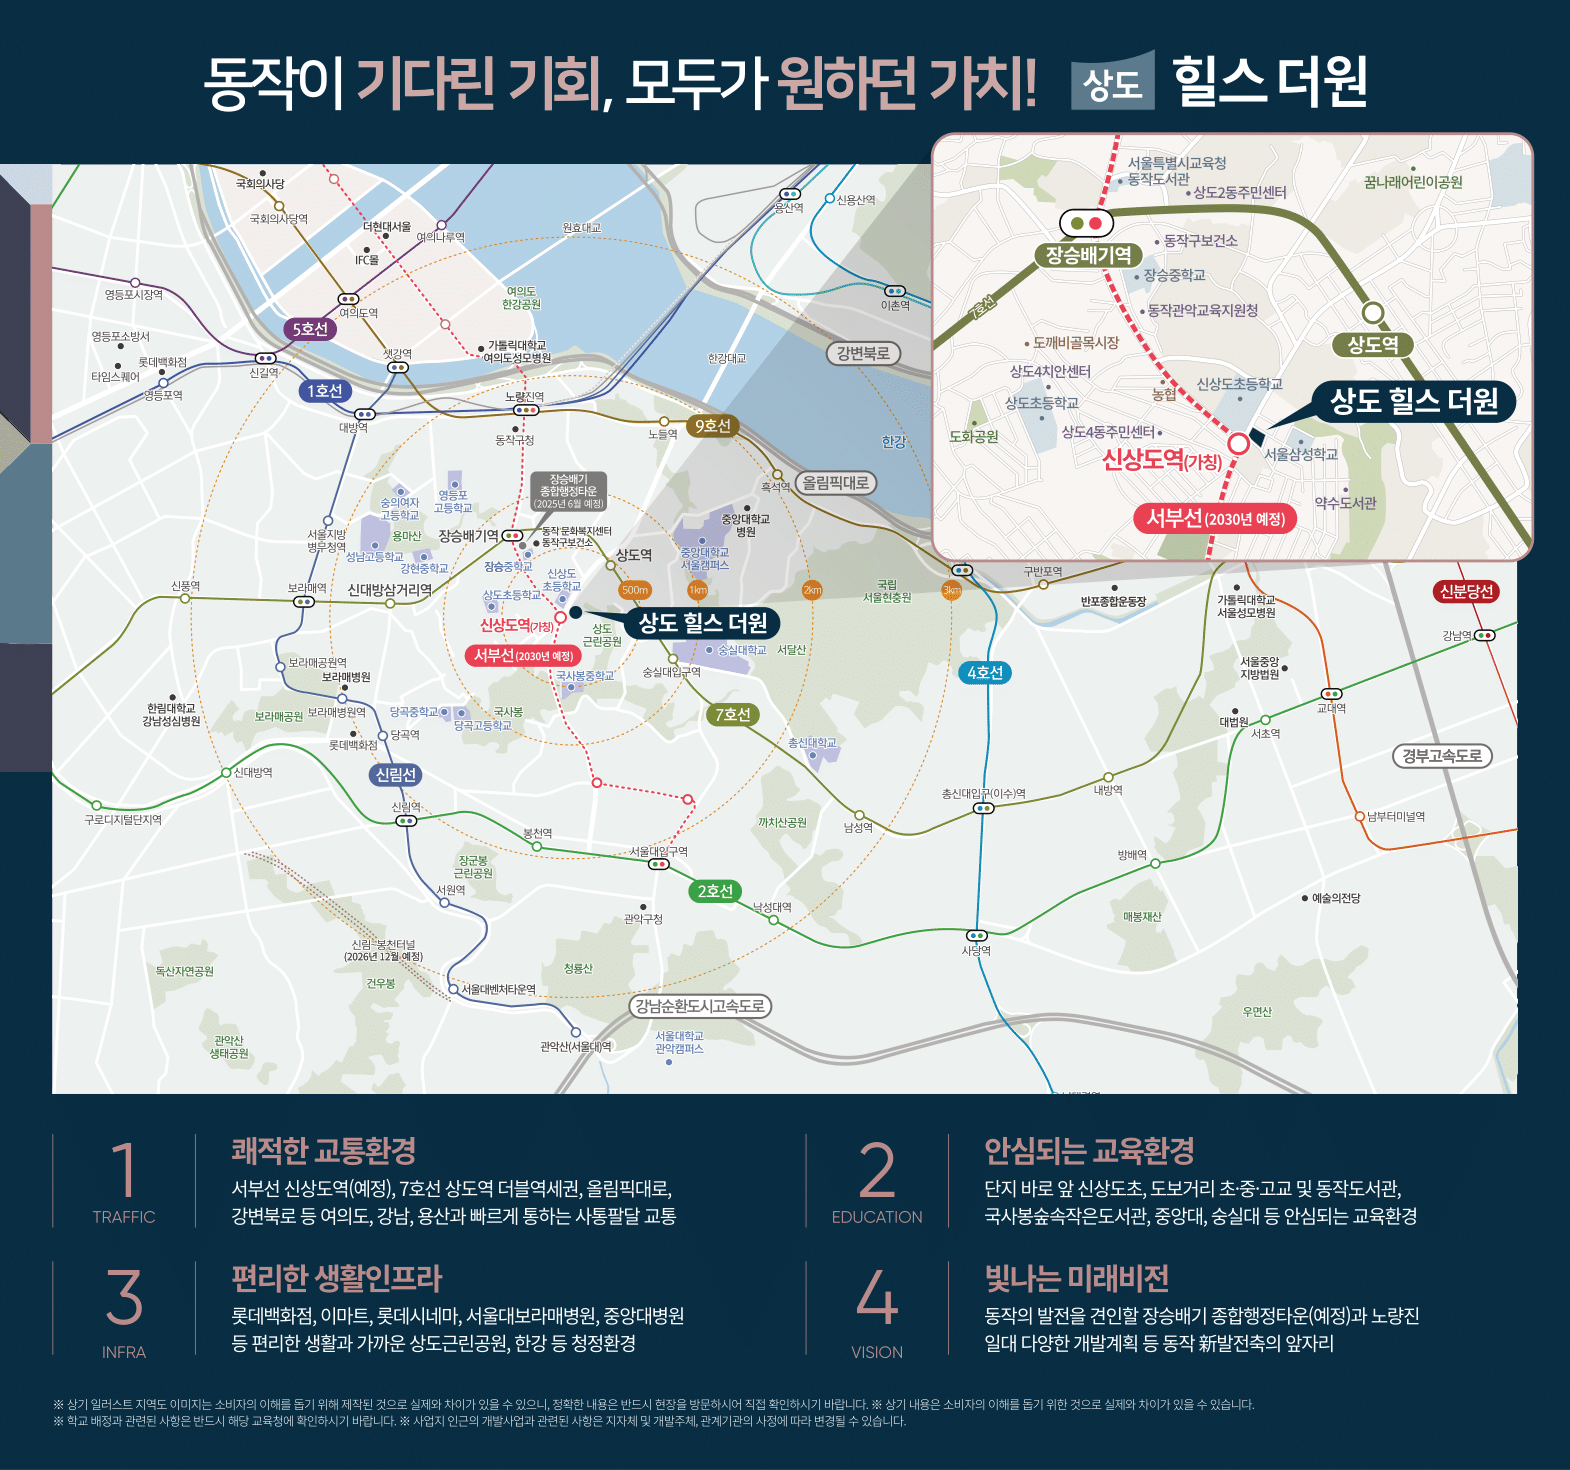 동작이 기다린 기회, 모두가 원하던 가치! 상도 힐스 더원
국회의사당
국회의사당역
더현대서울
여의나루역
IFC몰
원효대교
용산역
신용산역
영등포시장역
여의도역
여의도
한강공원
이촌역
5호선
영등포소방서
롯데백화점
타임스퀘어
영등포역
신길역
샛강역
가톨릭대학교
여의도성모병원
한강대교
강변북로
1호선
대방역
노량진역
동작구청
노들역
9호선
한강
흑석역
올림픽대로
숭의여자
고등학교
영등포
고등학교
장승배기
종합행정타운
(2025년 6월 예정)
서울지방
병무청역
용마산
성남고등학교
강현중학교
장승배기역
동작문화복지센터
동작구보건소
장승중학교
상도역
중앙대학교
병원
중앙대학교
서울캠퍼스
신풍역
보라매역
신대방삼거리역
상도초등학교
신상도
초등학교
500m
1km
2km
3km
국립
서울현충원
구반포역
반포종합운동장
가톨릭대학교
서울성모병원
신분당선
강남역
신상도역(가칭)
상도 힐스 더원
상도
근린공원
서부선(2030년 예정)
숭실대학교
서달산
숭실대입구역
국사봉중학교
4호선
서울중앙
지방법원
교대역
대법원
서초역
보라매공원역
보라매병원
보라매병원역
한림대학교
강남성심병원
보라매공원
당곡중학교
당곡고등학교
국사봉
7호선
롯데백화점
당곡역
총신대학교
경부고속도로
신림선
신대방역
구로디지털단지역
신림역
총신대입구(이수)역
내방역
남부터미널역
까치산공원
남성역
봉천역
서울대입구역
방배역
장군봉
근린공원
서원역
2호선
낙성대역
관악구청
예술의전당
매봉재산
사당역
신림–봉천터널
(2026년 12월 예정)
독산자연공원
건우봉
청룡산
서울대벤처타운역
강남순환도시고속도로
우면산
관악산
생태공원
관악산(서울대)역
서울대학교
관악캠퍼스
서울특별시교육청
동작도서관
상도2동주민센터
꿈나래어린이공원
장승배기역
동작구보건소
장승중학교
7호선
동작관악교육지원청
도깨비골목시장
상도역
상도4치안센터
상도초등학교
농협
신상도초등학교
상도 힐스 더원
도화공원
상도4동주민센터
신상도역(가칭)
서울삼성학교
약수도서관
서부선(2030년 예정)
1
TRAFFIC
쾌적한 교통환경
서부선 신상도역(예정), 7호선 상도역 더블역세권, 올림픽대로,
강변북로 등 여의도, 강남, 용산과 빠르게 통하는 사통팔달 교통
2
EDUCATION
안심되는 교육환경
단지 바로 앞 신상도초, 도보거리 초·중·고교 및 동작도서관,
국사봉숲속작은도서관, 중앙대, 숭실대 등 안심되는 교육환경
3
INFRA
편리한 생활인프라
롯데백화점, 이마트, 롯데시네마, 서울대보라매병원, 중앙대병원
등 편리한 생활과 가까운 상도근린공원, 한강 등 청정환경
4
VISION
빛나는 미래비전
동작의 발전을 견인할 장승배기 종합행정타운(예정)과 노량진
일대 다양한 개발계획 등 동작 新발전축의 앞자리
※ 상기 일러스트 지역도 이미지는 소비자의 이해를 돕기 위해 제작된 것으로 실제와 차이가 있을 수 있으니, 정확한 내용은 반드시 현장을 방문하시어 직접 확인하시기 바랍니다. ※ 상기 내용은 소비자의 이해를 돕기 위한 것으로 실제와 차이가 있을 수 있습니다.
※ 학교 배정과 관련된 사항은 반드시 해당 교육청에 확인하시기 바랍니다. ※ 사업지 인근의 개발사업과 관련된 사항은 지자체 및 개발주체, 관계기관의 사정에 따라 변경될 수 있습니다.